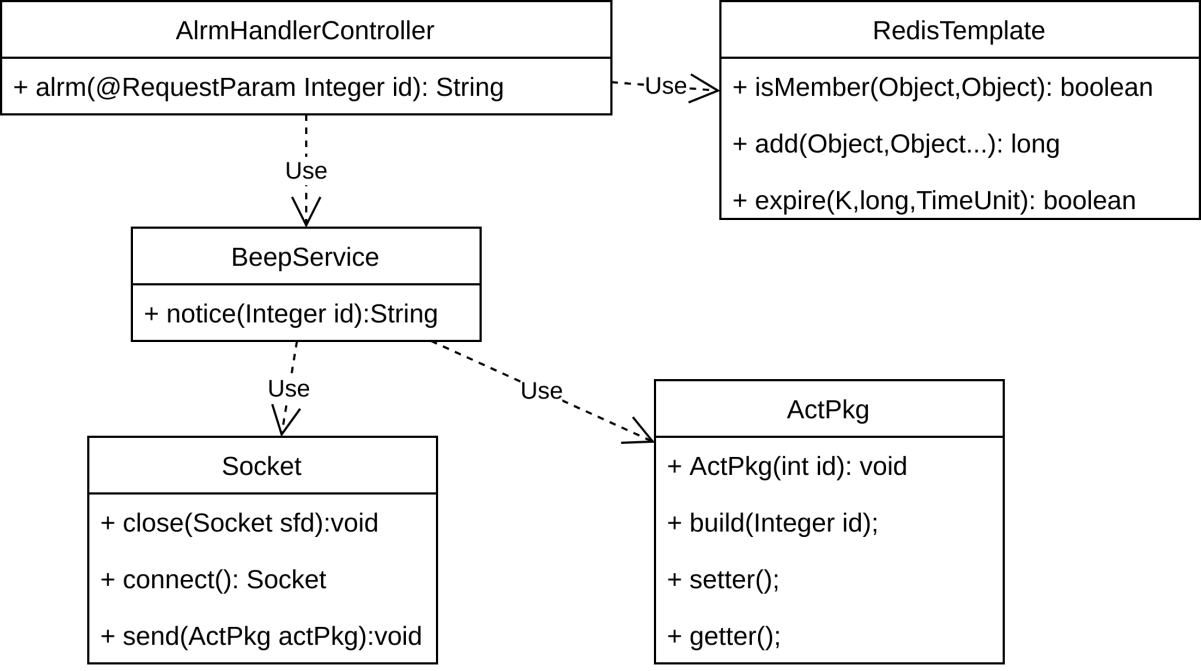 AlrmHandlerController
+ alrm(@RequestParam Integer id): String
Use
RedisTemplate
+ isMember(Object,Object): boolean
+ add(Object,Object...): long
+ expire(K,long,TimeUnit): boolean
Use
BeepService
+ notice(Integer id):String
Use
Use
Socket
+ close(Socket sfd):void
+ connect(): Socket
+ send(ActPkg actPkg):void
ActPkg
+ ActPkg(int id): void
+ build(Integer id);
+ setter();
+ getter();